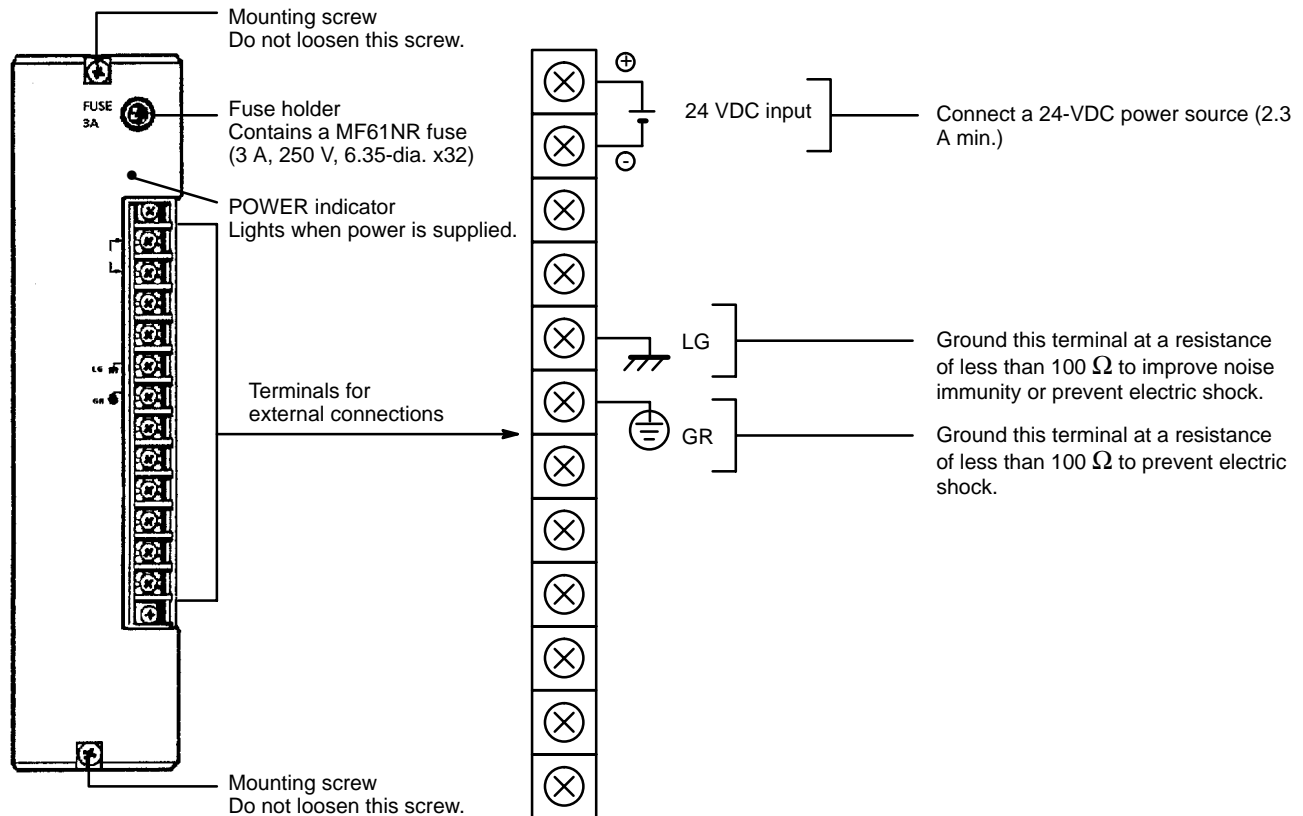 Mounting screw
Do not loosen this screw.
FUSE
3A
Fuse holder
Contains a MF61NR fuse
(3 A, 250 V, 6.35-dia. x32)
POWER indicator
Lights when power is supplied.
LG
GR
Terminals for
external connections
Mounting screw
Do not loosen this screw.
+
-
24 VDC input
Connect a 24-VDC power source (2.3
A min.)
LG
Ground this terminal at a resistance
of less than 100 Ω to improve noise
immunity or prevent electric shock.
GR
Ground this terminal at a resistance
of less than 100 Ω to prevent electric
shock.